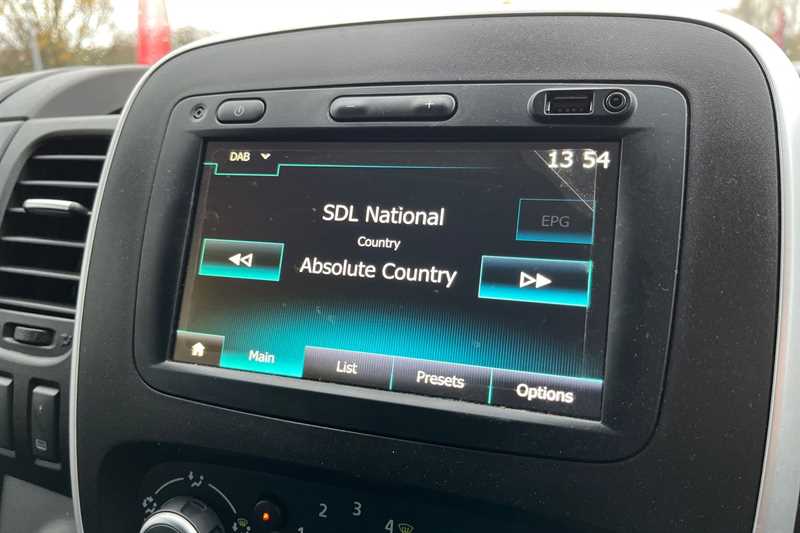 − +
DAB
13 54
SDL National
EPG
Country
Absolute Country
Main
List
Presets
Options
2
3
4